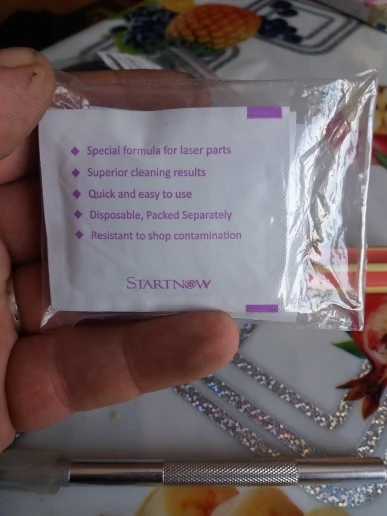 Special formula for laser parts
Superior cleaning results
Quick and easy to use
Disposable, Packed Separately
Resistant to shop contamination
STARTNOW